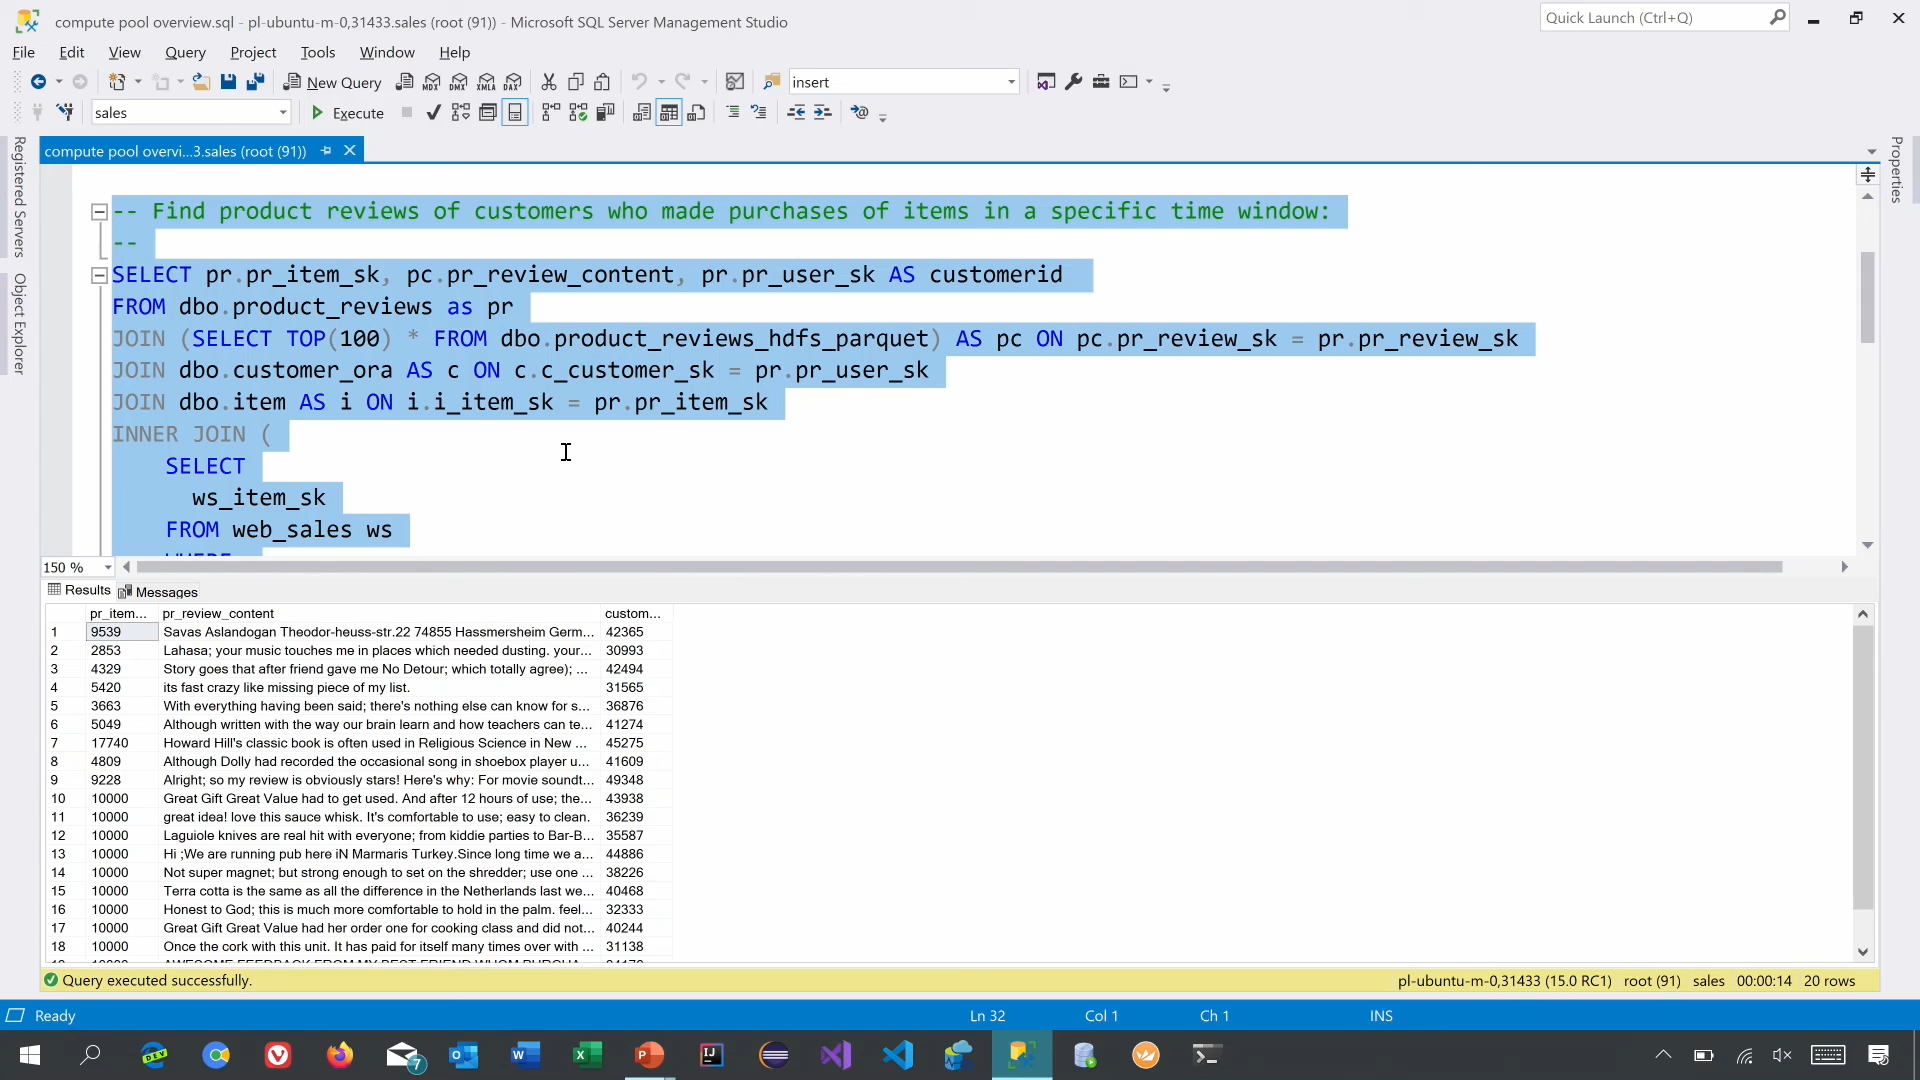 compute pool overview.sql - pl-ubuntu-m-0,31433.sales (root (91)) - Microsoft SQL Server Management Studio
Quick Launch (Ctrl+Q)
File Edit View Query Project Tools Window Help
New Query
MDX DMX XMLA DAX
insert
sales
Execute
compute pool overvi...3.sales (root (91))
Registered Servers
Object Explorer
Properties
-- Find product reviews of customers who made purchases of items in a specific time window:
--
SELECT pr.pr_item_sk, pc.pr_review_content, pr.pr_user_sk AS customerid
FROM dbo.product_reviews as pr
JOIN (SELECT TOP(100) * FROM dbo.product_reviews_hdfs_parquet) AS pc ON pc.pr_review_sk = pr.pr_review_sk
JOIN dbo.customer_ora AS c ON c.c_customer_sk = pr.pr_user_sk
JOIN dbo.item AS i ON i.i_item_sk = pr.pr_item_sk
INNER JOIN (
SELECT
ws_item_sk
FROM web_sales ws
WHERE
150 %
Results Messages
pr_item... pr_review_content custom...
1 9539 Savas Aslandogan Theodor-heuss-str.22 74855 Hassmersheim Germ... 42365
2 2853 Lahasa; your music touches me in places which needed dusting. your... 30993
3 4329 Story goes that after friend gave me No Detour; which totally agree); ... 42494
4 5420 its fast crazy like missing piece of my list. 31565
5 3663 With everything having been said; there's nothing else can know for s... 36876
6 5049 Although written with the way our brain learn and how teachers can te... 41274
7 17740 Howard Hill's classic book is often used in Religious Science in New ... 45275
8 4809 Although Dolly had recorded the occasional song in shoebox player u... 41609
9 9228 Alright; so my review is obviously stars! Here's why: For movie soundt... 49348
10 10000 Great Gift Great Value had to get used. And after 12 hours of use; the... 43938
11 10000 great idea! love this sauce whisk. It's comfortable to use; easy to clean. 36239
12 10000 Laguiole knives are real hit with everyone; from kiddie parties to Bar-B... 35587
13 10000 Hi ;We are running pub here iN Marmaris Turkey.Since long time we a... 44886
14 10000 Not super magnet; but strong enough to set on the shredder; use one ... 38226
15 10000 Terra cotta is the same as all the difference in the Netherlands last we... 40468
16 10000 Honest to God; this is much more comfortable to hold in the palm. feel... 32333
17 10000 Great Gift Great Value had her order one for cooking class and did not... 40244
18 10000 Once the cork with this unit. It has paid for itself many times over with ... 31138
Query executed successfully.
pl-ubuntu-m-0,31433 (15.0 RC1) root (91) sales 00:00:14 20 rows
Ready
Ln 32 Col 1 Ch 1 INS
DEV
7